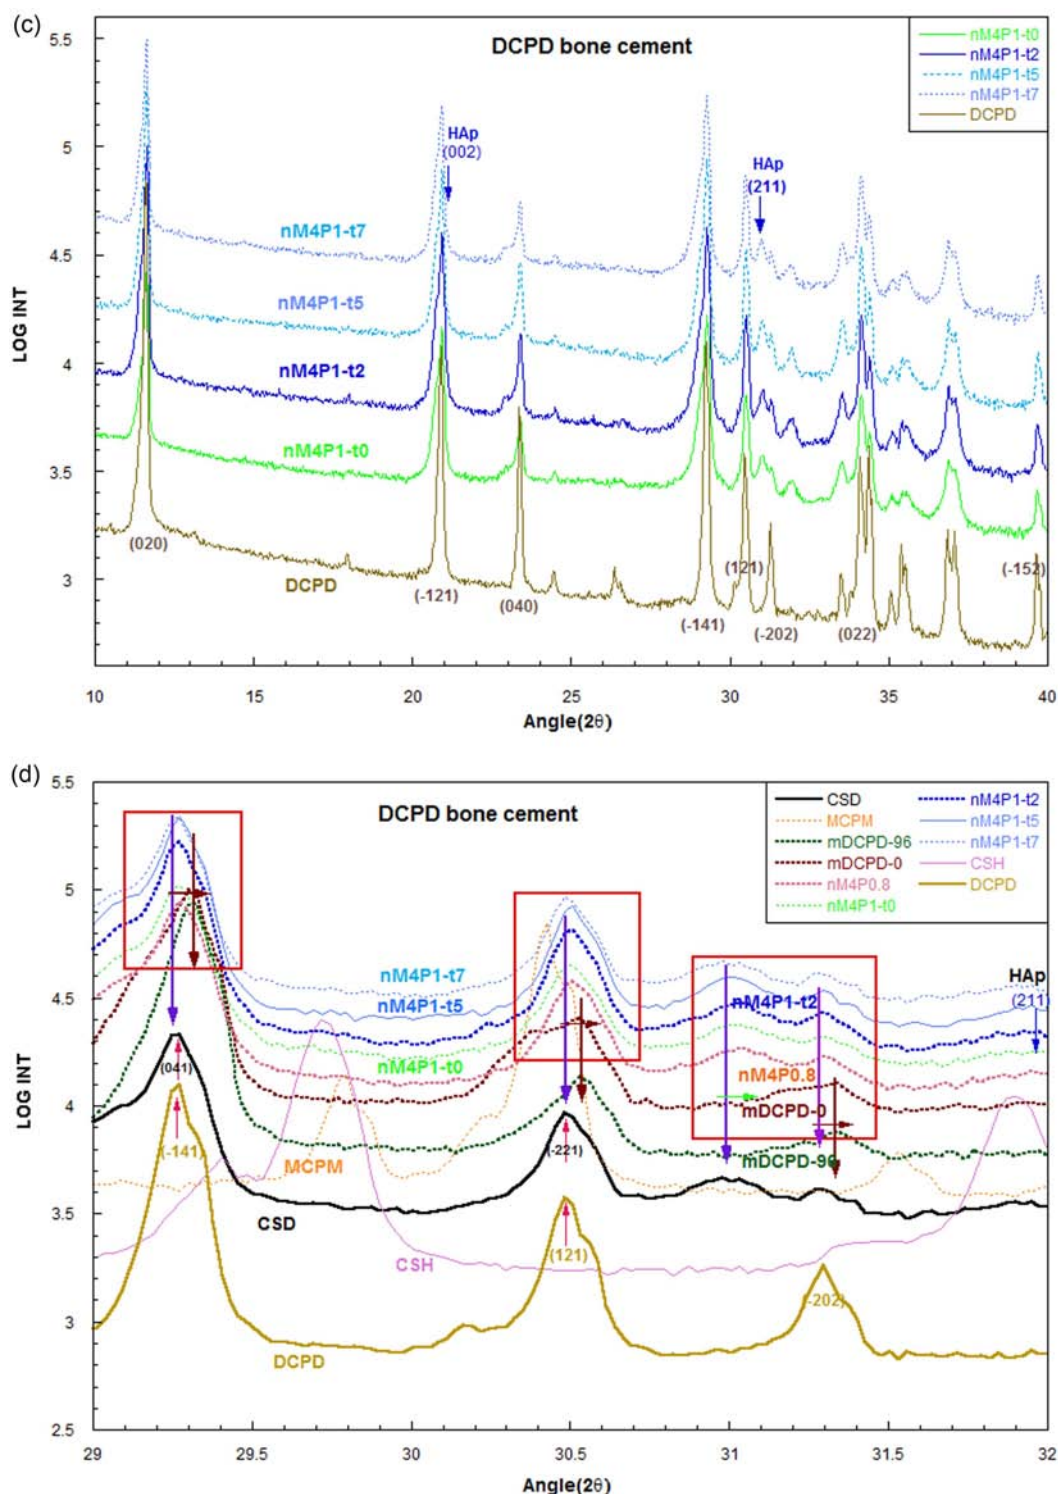 (c)
DCPD bone cement
nM4P1-t0
nM4P1-t2
nM4P1-t5
nM4P1-t7
DCPD
5.5
5
4.5
4
3.5
3
LOG INT
HAp
(002)
HAp
(211)
nM4P1-t7
nM4P1-t5
nM4P1-t2
nM4P1-t0
DCPD
(020)
(-121)
(040)
(-141)
(121)
(-202)
(022)
(-152)
10
15
20
25
30
35
40
Angle(2θ)
(d)
DCPD bone cement
CSD
MCPM
mDCPD-96
mDCPD-0
nM4P0.8
nM4P1-t0
nM4P1-t2
nM4P1-t5
nM4P1-t7
CSH
DCPD
5.5
5
4.5
4
3.5
3
2.5
LOG INT
nM4P1-t7
nM4P1-t5
nM4P1-t0
nM4P1-t2
nM4P0.8
mDCPD-0
mDCPD-96
HAp
(211)
(041)
(-141)
MCPM
CSD
CSH
(-221)
(121)
(-202)
DCPD
29
29.5
30
30.5
31
31.5
32
Angle(2θ)